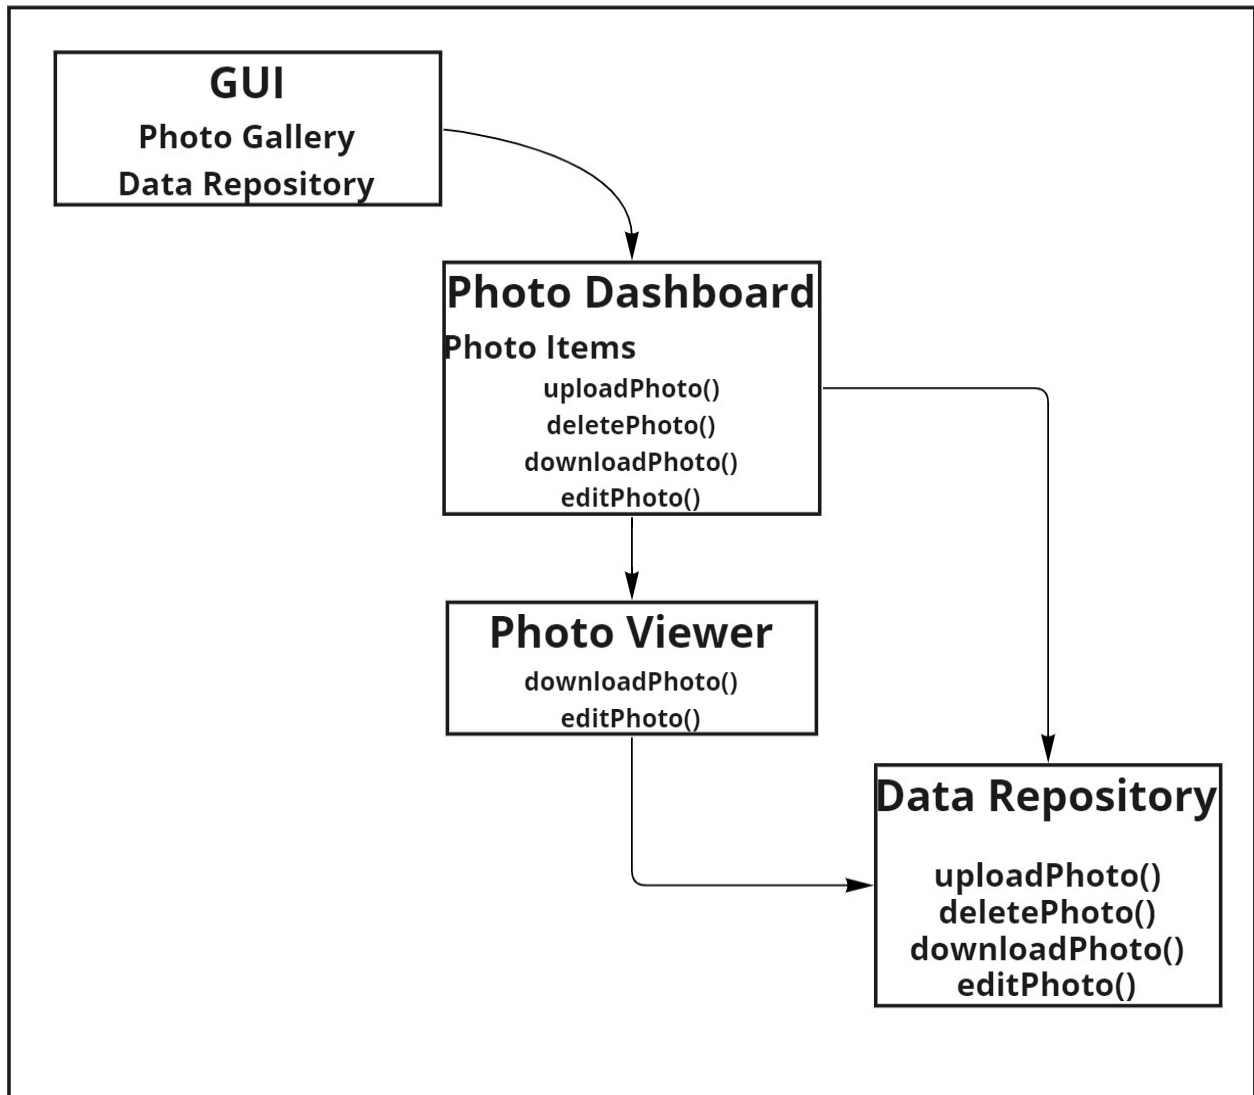 GUI
Photo Gallery
Data Repository
Photo Dashboard
Photo Items
uploadPhoto()
deletePhoto()
downloadPhoto()
editPhoto()
Photo Viewer
downloadPhoto()
editPhoto()
Data Repository
uploadPhoto()
deletePhoto()
downloadPhoto()
editPhoto()